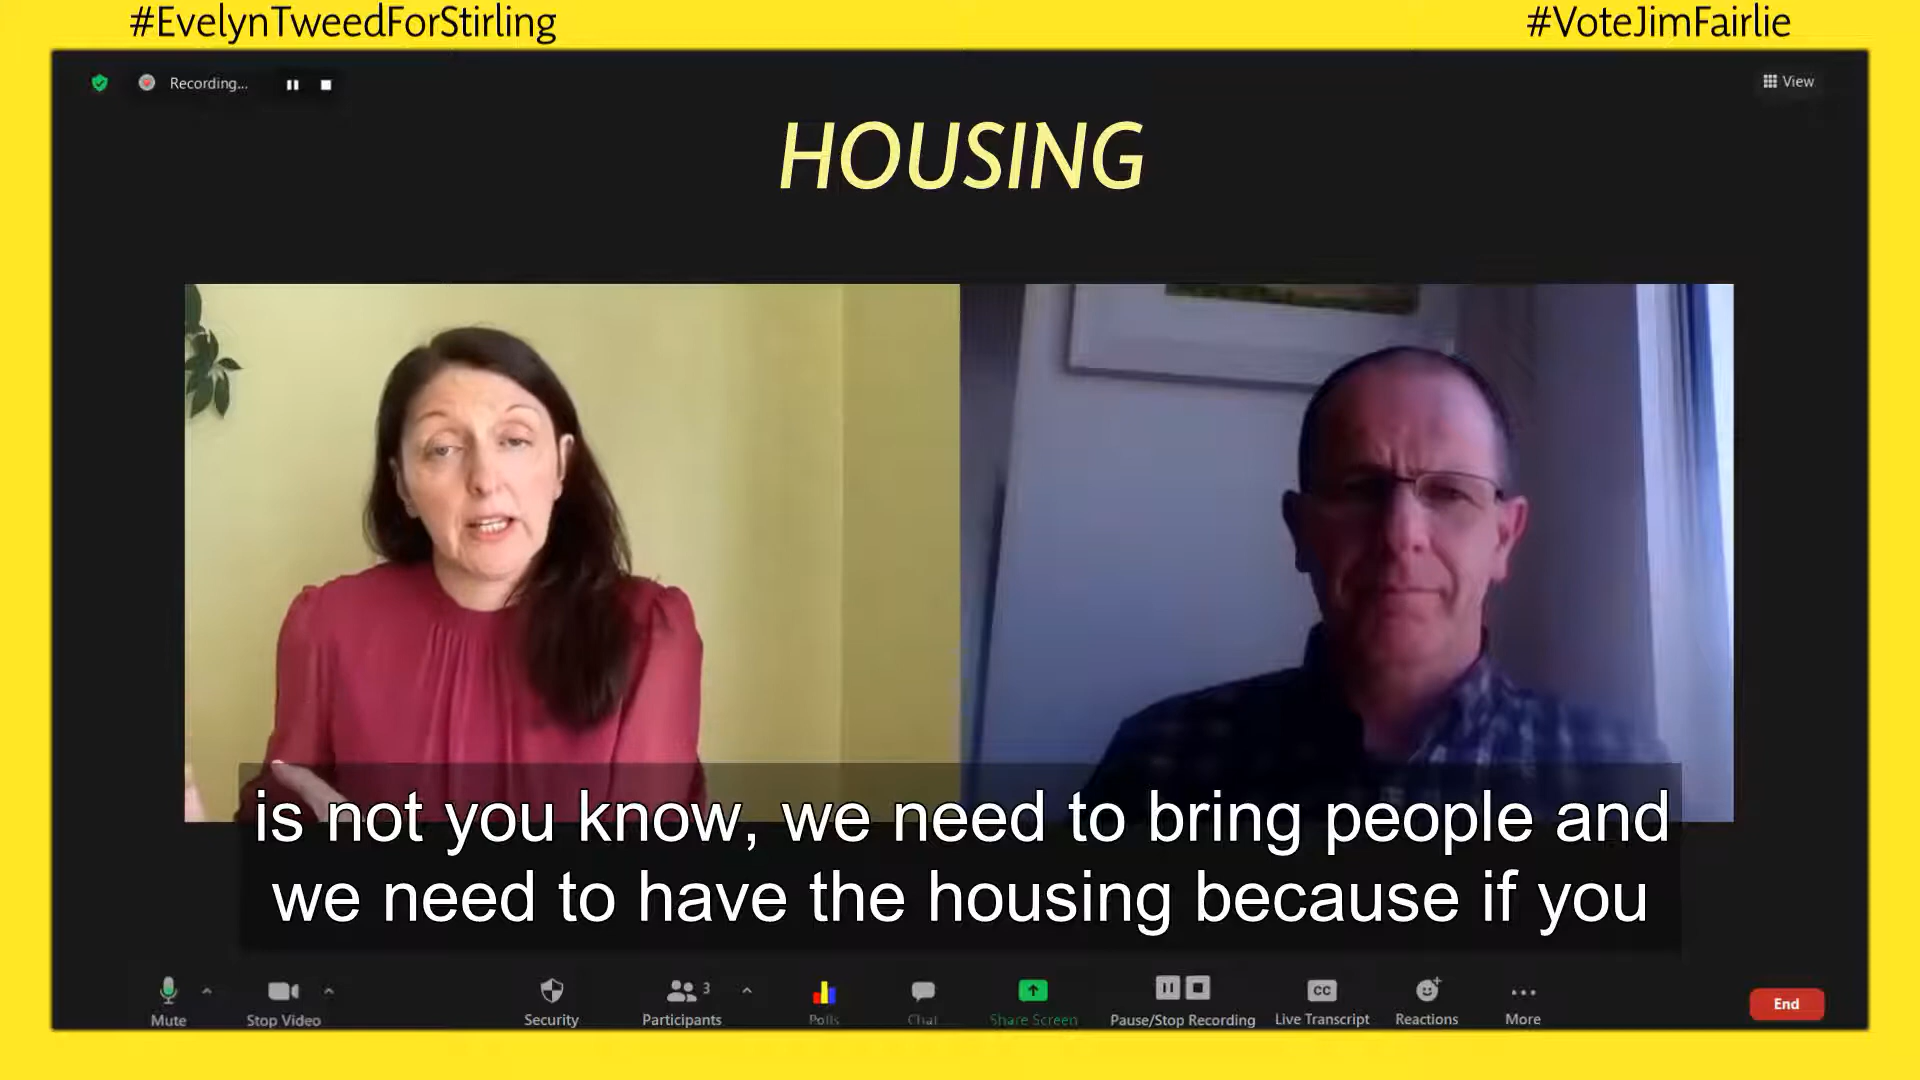 #EvelynTweedForStirling
#VoteJimFairlie
Recording...
View
HOUSING
is not you know, we need to bring people and
we need to have the housing because if you
3
Mute
Stop Video
Security
Participants
Polls
Chat
Share Screen
Pause/Stop Recording
CC
Live Transcript
Reactions
More
End